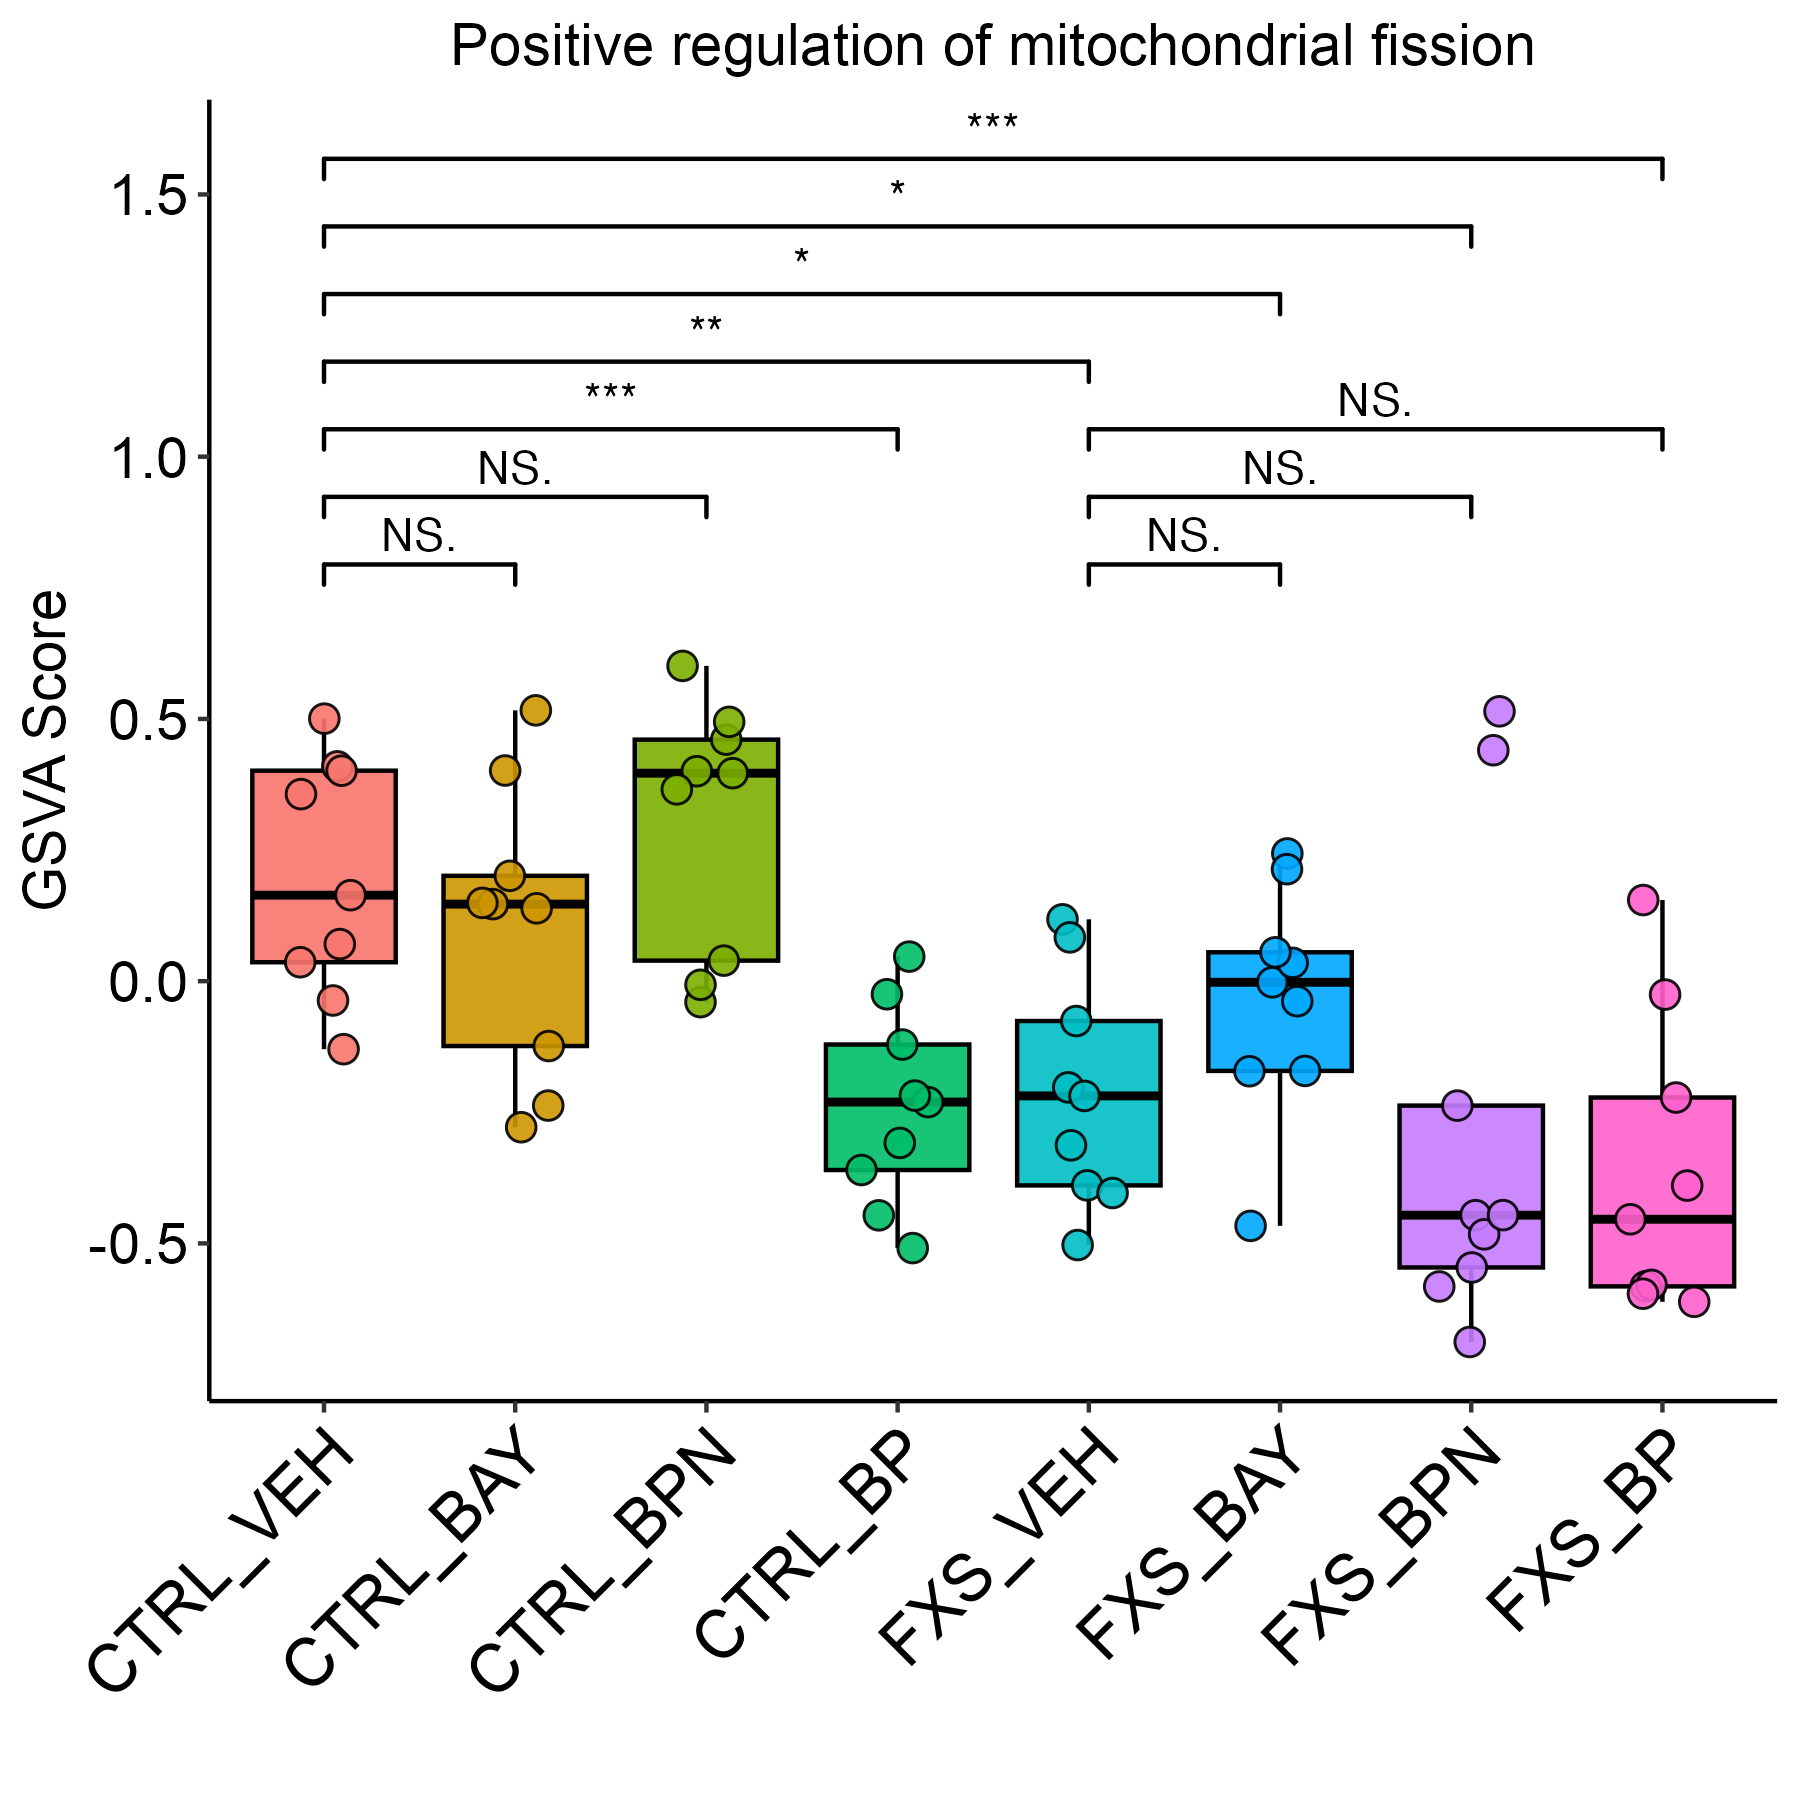 Positive regulation of mitochondrial fission
***
*
*
**
***
NS.
NS.
NS.
NS.
NS.
GSVA Score
1.5
1.0
0.5
0.0
-0.5
CTRL_VEH
CTRL_BAY
CTRL_BPN
CTRL_BP
FXS_VEH
FXS_BAY
FXS_BPN
FXS_BP